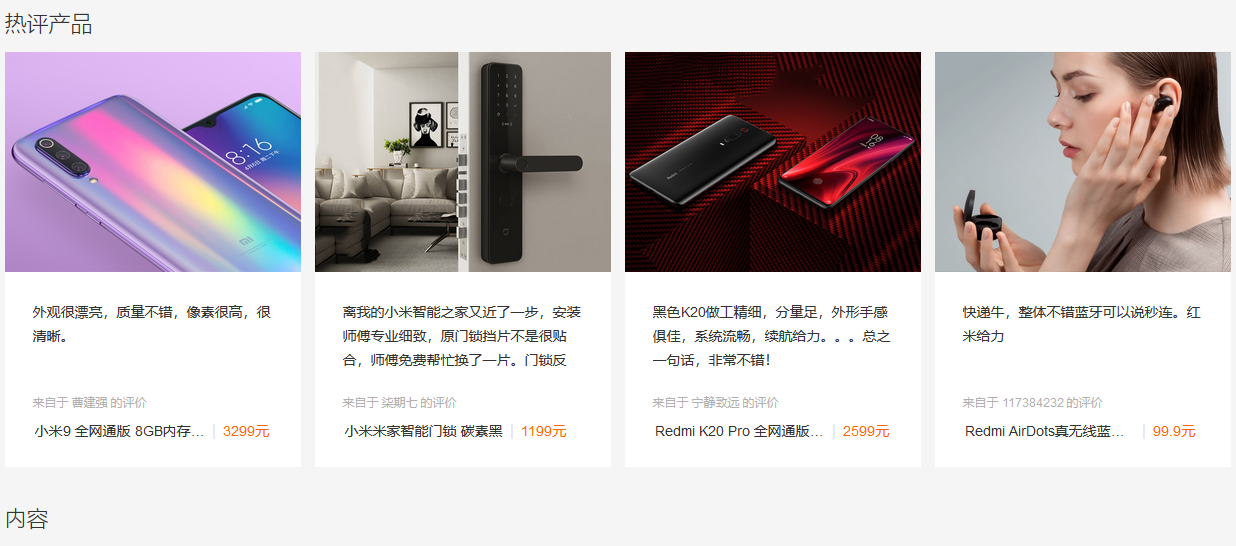 热评产品
8:16
4月6日 周二下午
外观很漂亮，质量不错，像素很高，很
清晰。
来自于 曹建强 的评价
小米9 全网通版 8GB内存... | 3299元
离我的小米智能之家又近了一步，安装
师傅专业细致，原门锁挡片不是很贴
合，师傅免费帮忙换了一片。门锁反
来自于 柒期七 的评价
小米米家智能门锁 碳素黑 | 1199元
Redmi
黑色K20做工精细，分量足，外形手感
俱佳，系统流畅，续航给力。。。总之
一句话，非常不错！
来自于 宁静致远 的评价
Redmi K20 Pro 全网通版... | 2599元
快递牛，整体不错蓝牙可以说秒连。红
米给力
来自于 117384232 的评价
Redmi AirDots真无线蓝... | 99.9元
内容